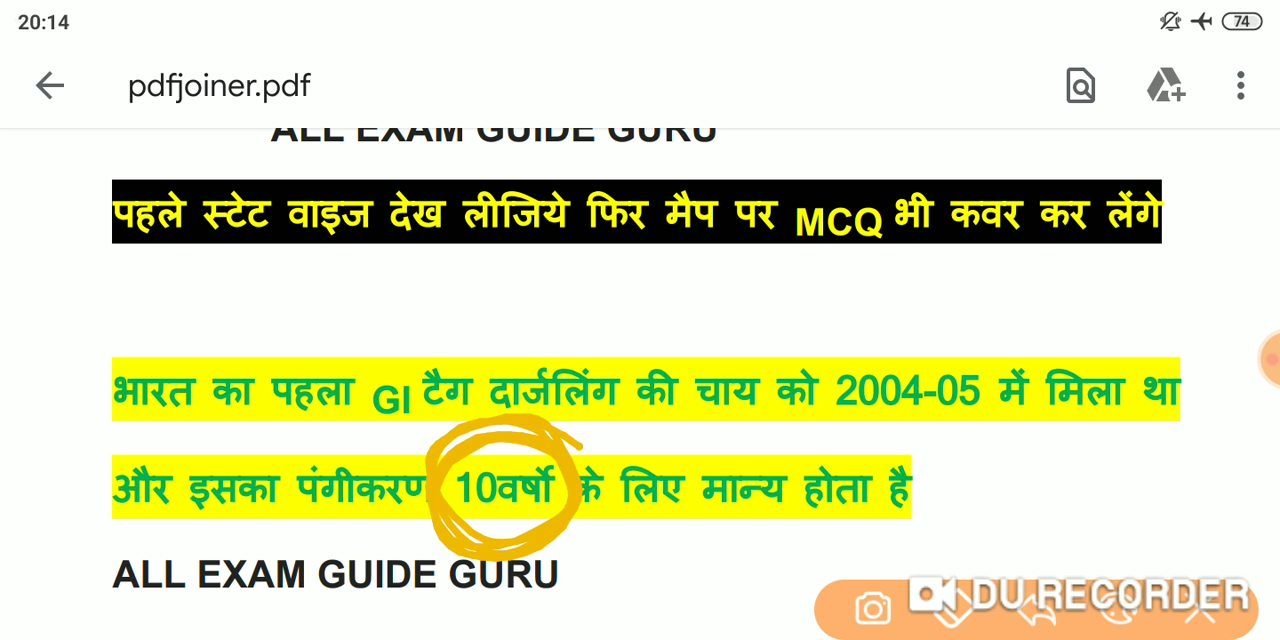 20:14
74
pdfjoiner.pdf
ALL EXAM GUIDE GURU
पहले स्टेट वाइज देख लीजिये फिर मैप पर MCQ भी कवर कर लेंगे
भारत का पहला GI टैग दार्जलिंग की चाय को 2004-05 में मिला था
और इसका पंगीकरण 10वर्षो के लिए मान्य होता है
ALL EXAM GUIDE GURU
DU RECORDER